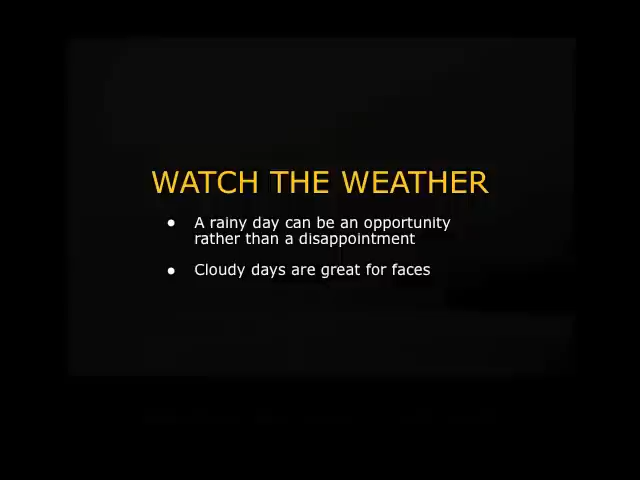 WATCH THE WEATHER
● A rainy day can be an opportunity
rather than a disappointment
● Cloudy days are great for faces